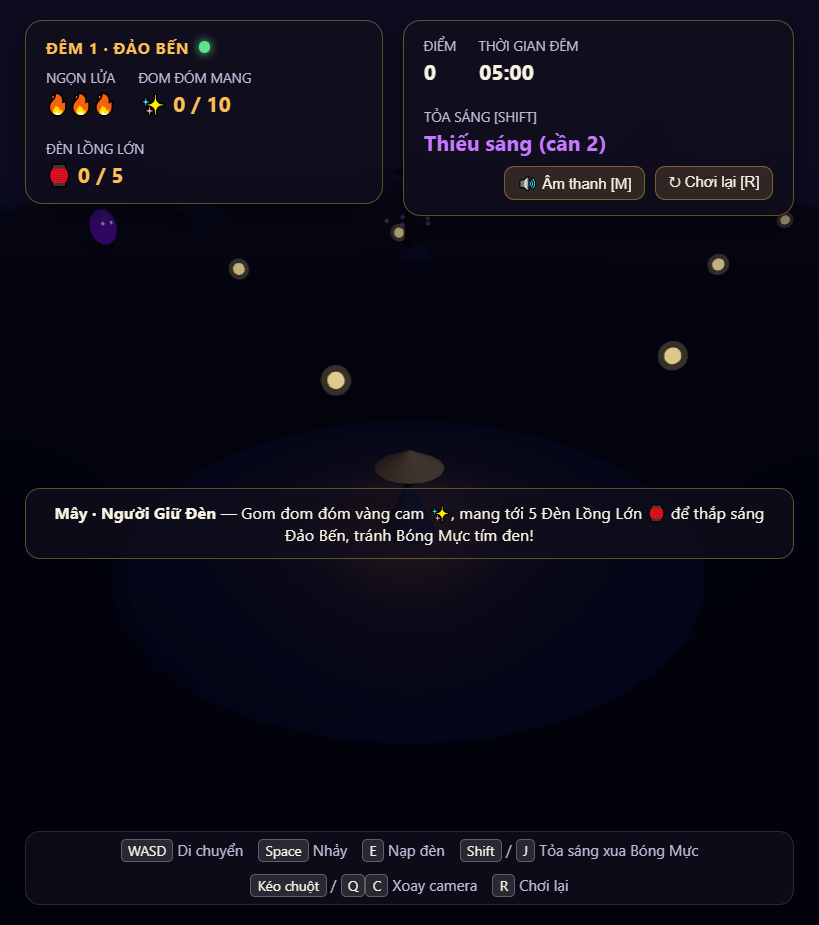 ĐÊM 1 · ĐẢO BẾN
NGỌN LỬA ĐOM ĐÓM MANG
0 / 10
ĐÈN LỒNG LỚN
0 / 5
ĐIỂM THỜI GIAN ĐÊM
0 05:00
TỎA SÁNG [SHIFT]
Thiếu sáng (cần 2)
Âm thanh [M] ↻ Chơi lại [R]
Mây · Người Giữ Đèn — Gom đom đóm vàng cam ✨, mang tới 5 Đèn Lồng Lớn 🏮 để thắp sáng
Đảo Bến, tránh Bóng Mực tím đen!
WASD Di chuyển Space Nhảy E Nạp đèn Shift / J Tỏa sáng xua Bóng Mực
Kéo chuột / Q C Xoay camera R Chơi lại